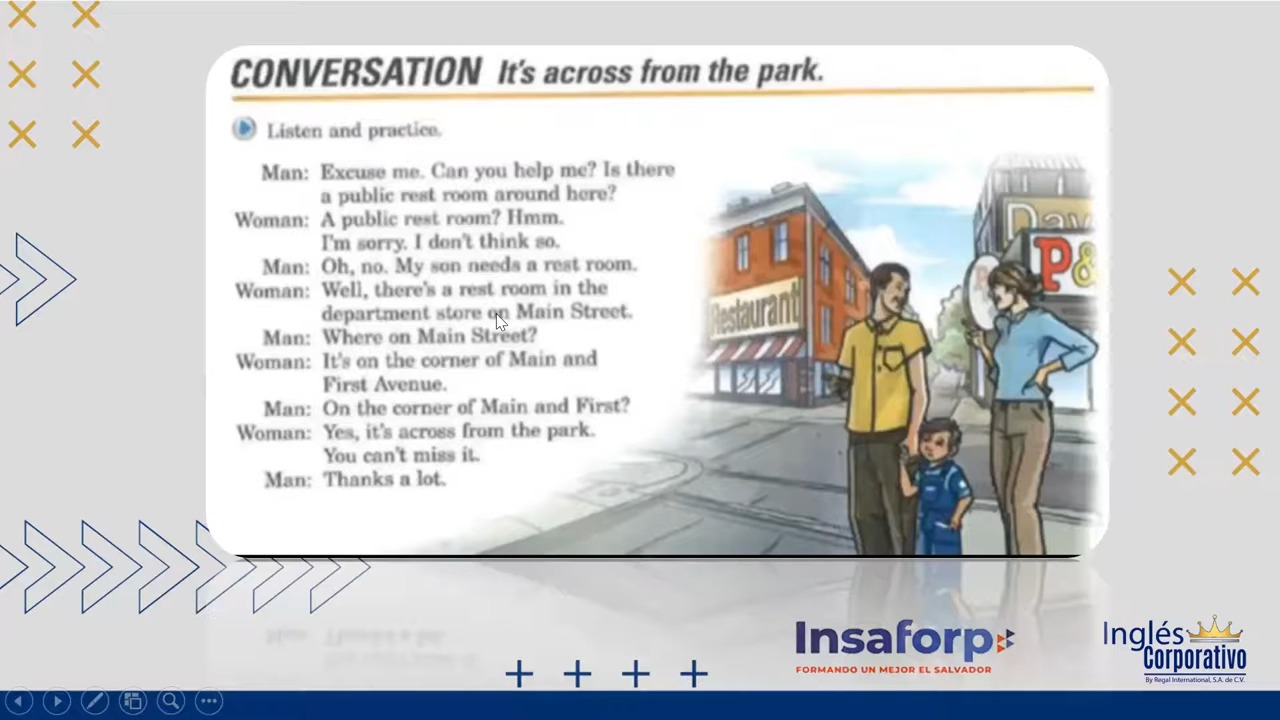 CONVERSATION It's across from the park.
Listen and practice.
Man: Excuse me. Can you help me? Is there
a public rest room around here?
Woman: A public rest room? Hmm.
I'm sorry. I don't think so.
Man: Oh, no. My son needs a rest room.
Woman: Well, there's a rest room in the
department store on Main Street.
Man: Where on Main Street?
Woman: It's on the corner of Main and
First Avenue.
Man: On the corner of Main and First?
Woman: Yes, it's across from the park.
You can't miss it.
Man: Thanks a lot.
Restaurant
Dav
P&
Insaforp
FORMANDO UN MEJOR EL SALVADOR
Inglés
Corporativo
By Regal International, S.A. de C.V.